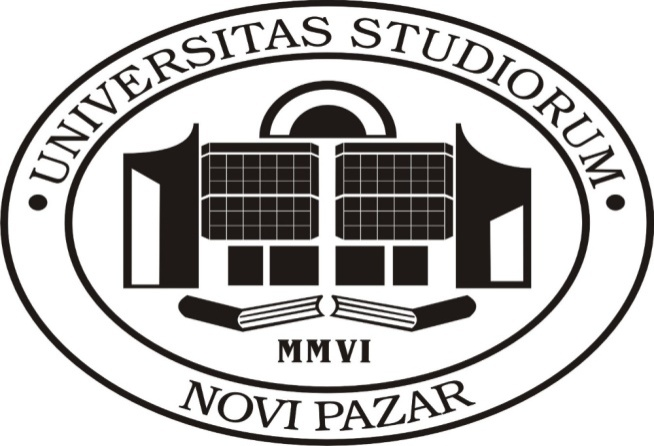 • UNIVERSITAS STUDIORUM •
MMVI
NOVI PAZAR